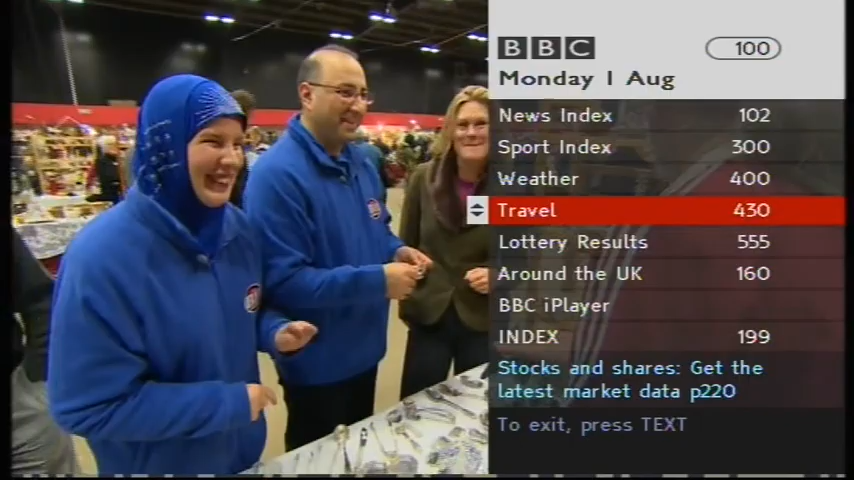 BBC 100
Monday 1 Aug
News Index 102
Sport Index 300
Weather 400
Travel 430
Lottery Results 555
Around the UK 160
BBC iPlayer
INDEX 199
Stocks and shares: Get the
latest market data p220
To exit, press TEXT